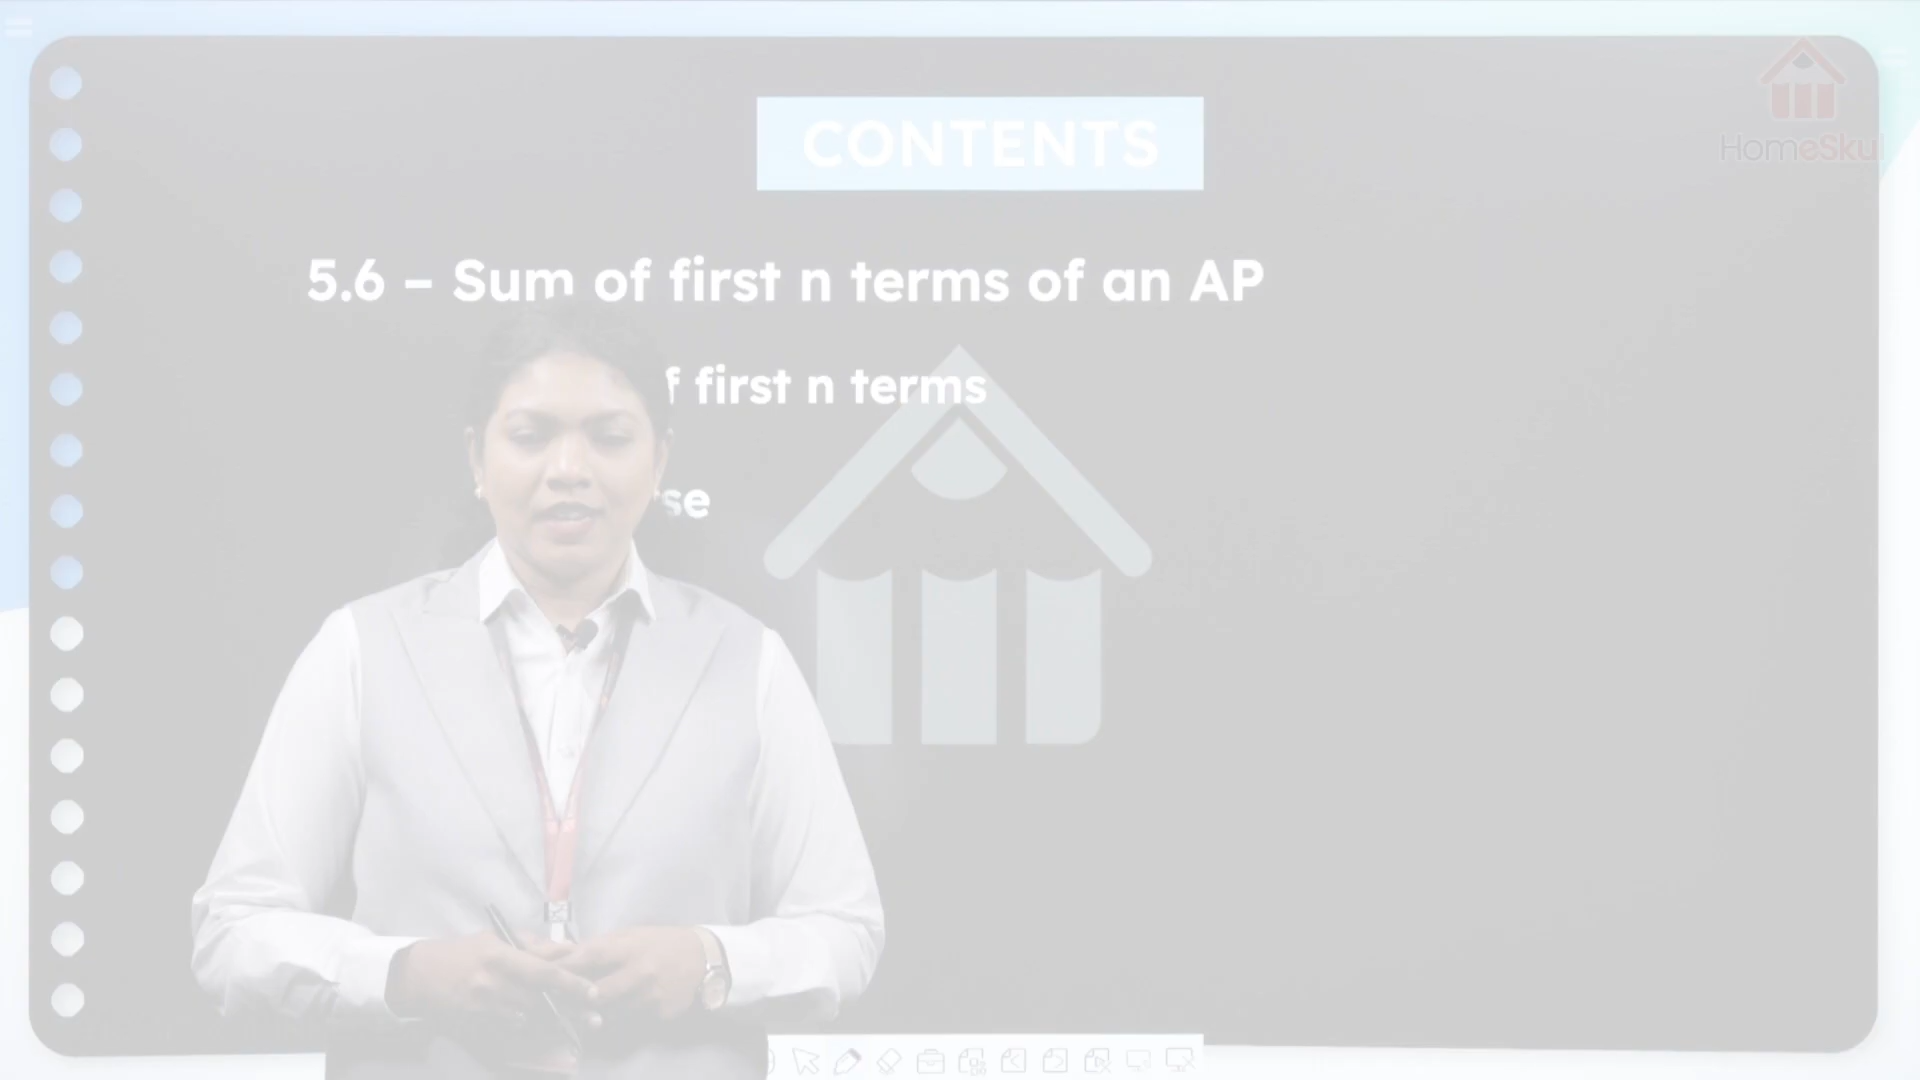 CONTENTS
HomeSkul
5.6 – Sum of first n terms of an AP
first n terms